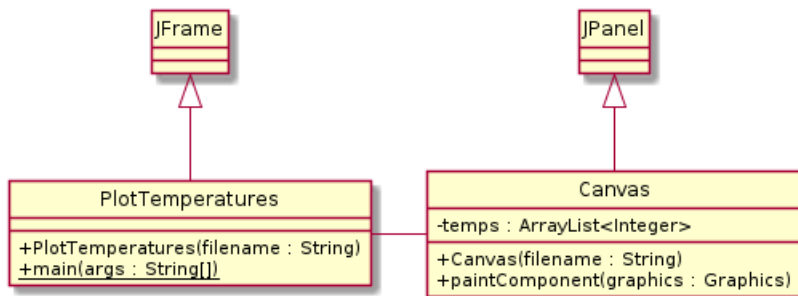 JFrame
JPanel
PlotTemperatures
+PlotTemperatures(filename : String)
+main(args : String[])
Canvas
-temps : ArrayList<Integer>
+Canvas(filename : String)
+paintComponent(graphics : Graphics)